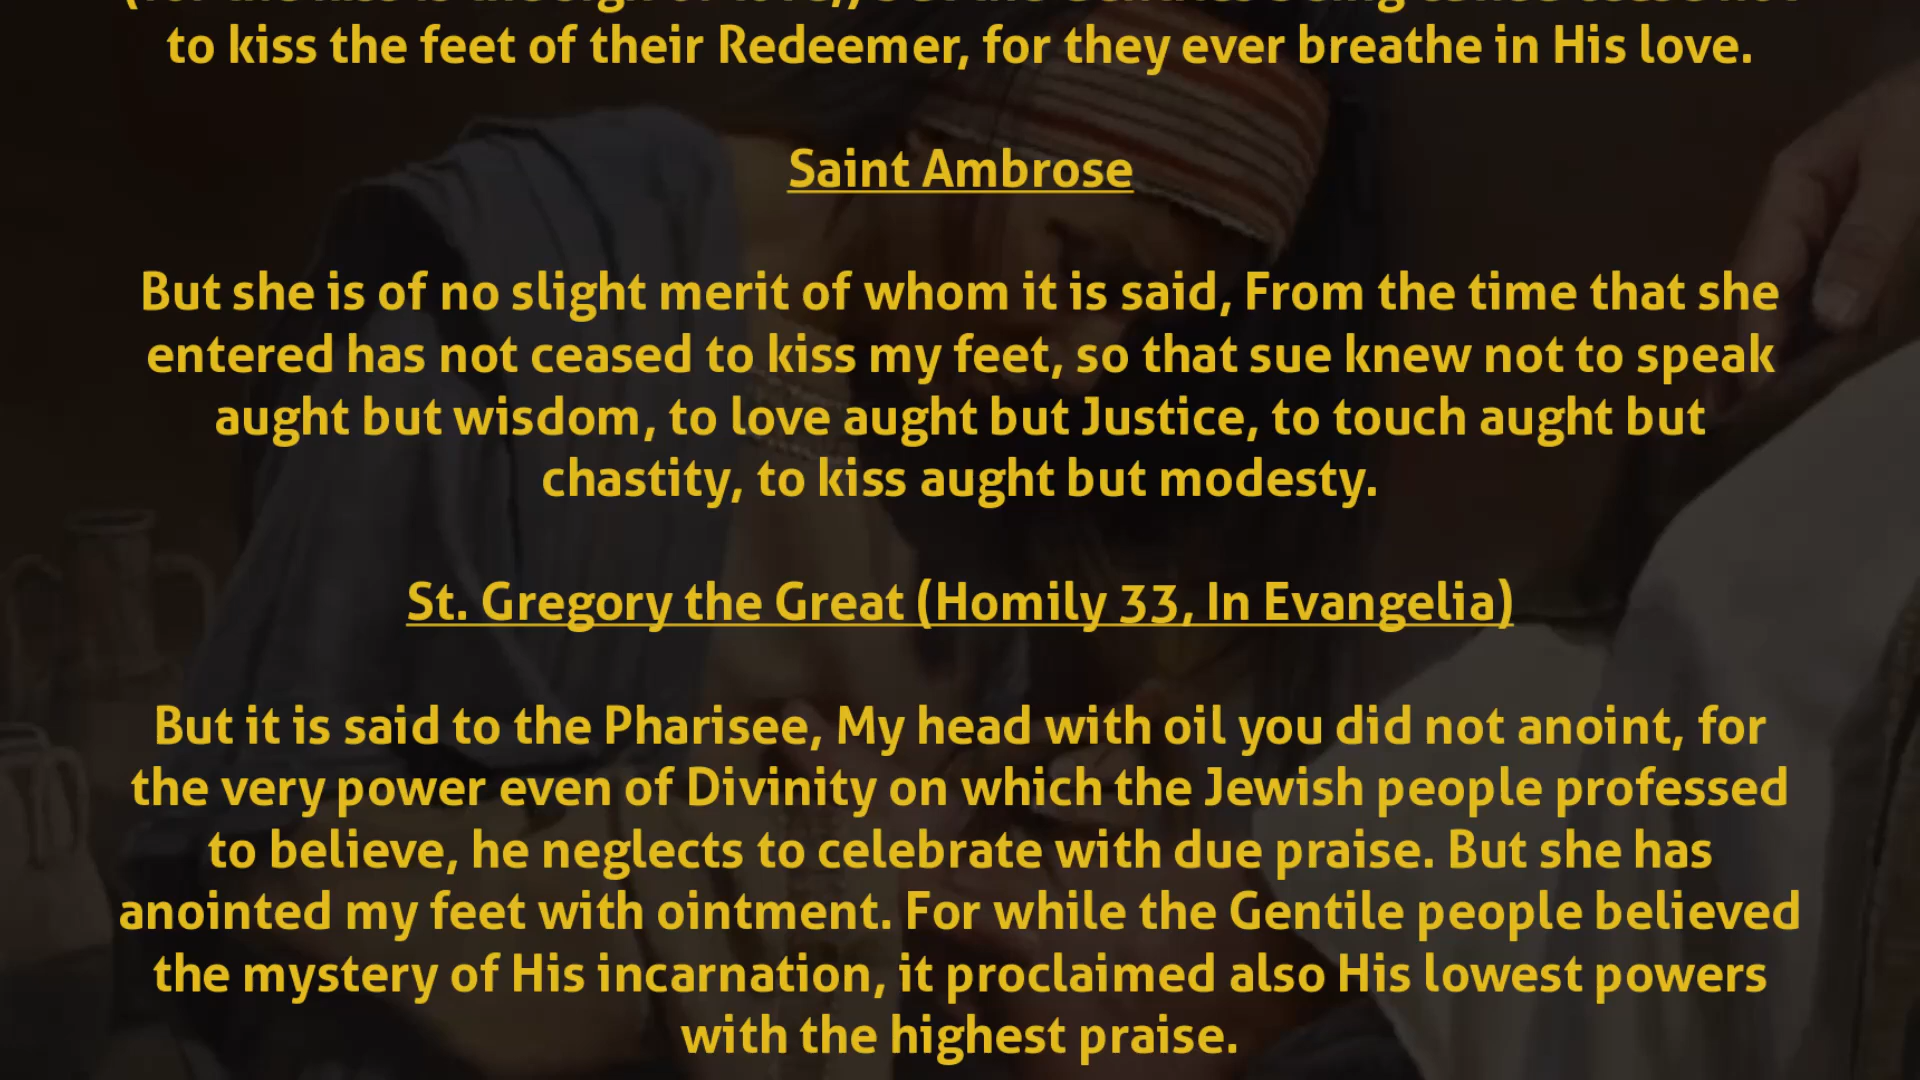 to kiss the feet of their Redeemer, for they ever breathe in His love.
Saint Ambrose
But she is of no slight merit of whom it is said, From the time that she
entered has not ceased to kiss my feet, so that sue knew not to speak
aught but wisdom, to love aught but Justice, to touch aught but
chastity, to kiss aught but modesty.
St. Gregory the Great (Homily 33, In Evangelia)
But it is said to the Pharisee, My head with oil you did not anoint, for
the very power even of Divinity on which the Jewish people professed
to believe, he neglects to celebrate with due praise. But she has
anointed my feet with ointment. For while the Gentile people believed
the mystery of His incarnation, it proclaimed also His lowest powers
with the highest praise.